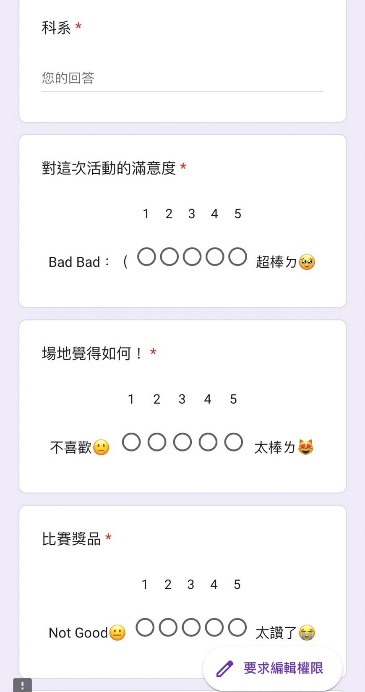 科系 *
您的回答
對這次活動的滿意度 *
1 2 3 4 5
Bad Bad：（ 超棒ㄉ🥹
場地覺得如何！ *
1 2 3 4 5
不喜歡🙁 太棒ㄌ😻
比賽獎品 *
1 2 3 4 5
Not Good😐 太讚了😭
要求編輯權限